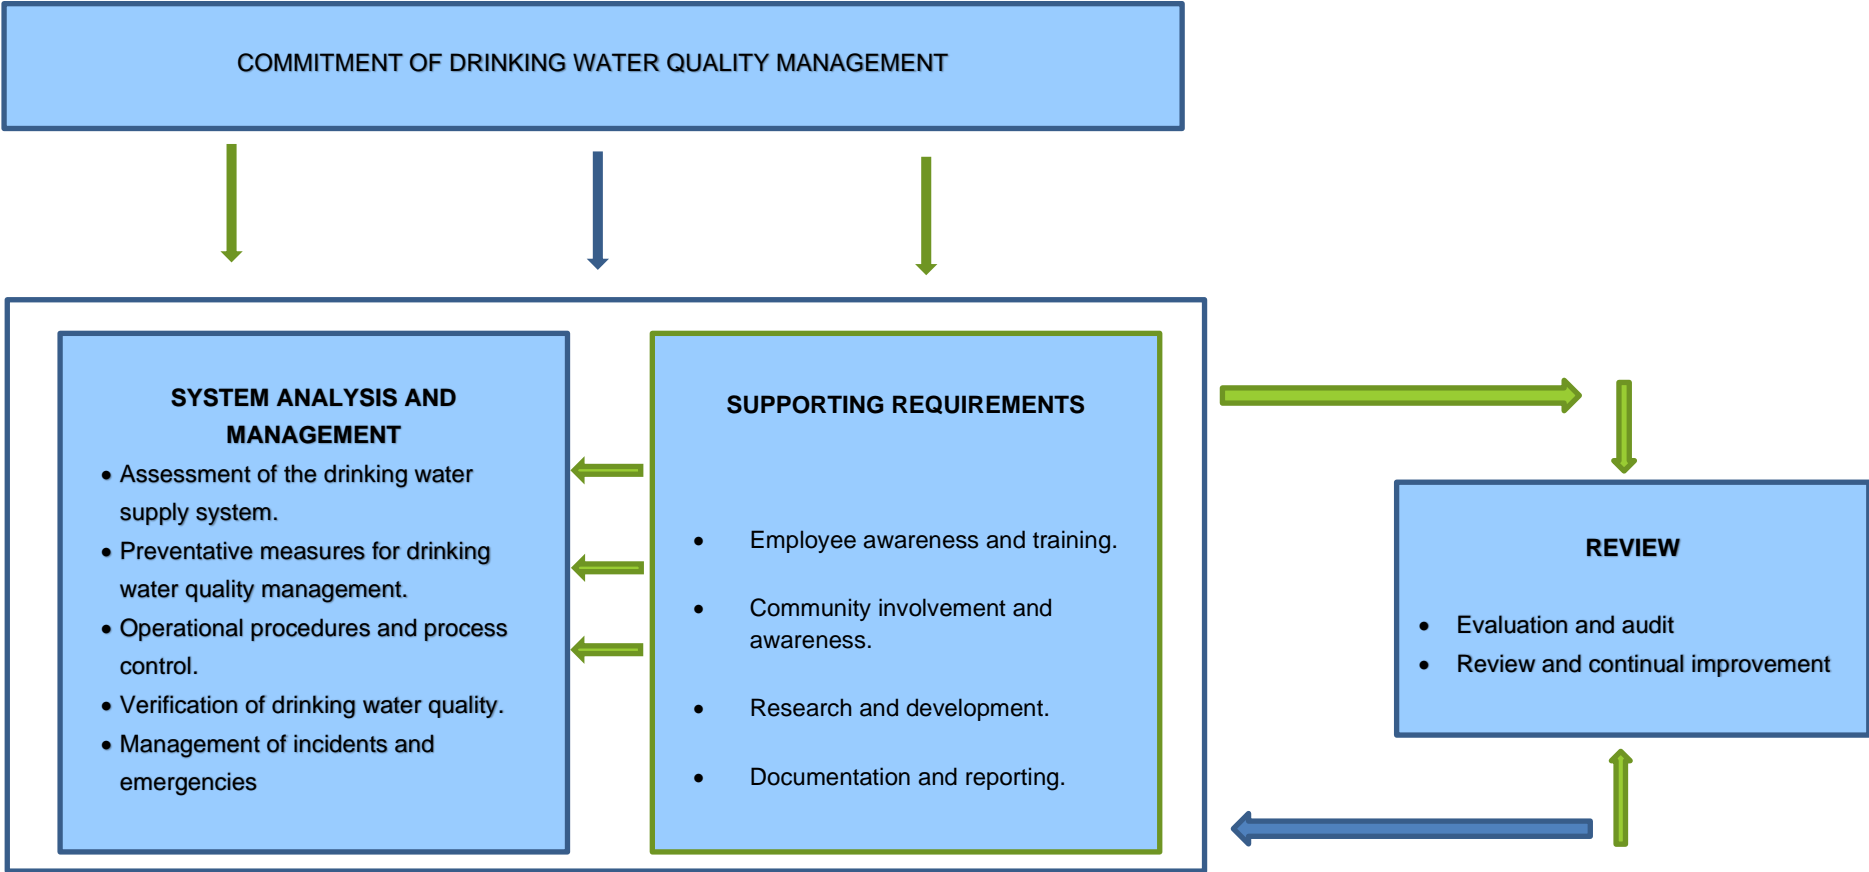 COMMITMENT OF DRINKING WATER QUALITY MANAGEMENT
SYSTEM ANALYSIS AND
MANAGEMENT
• Assessment of the drinking water
supply system.
• Preventative measures for drinking
water quality management.
• Operational procedures and process
control.
• Verification of drinking water quality.
• Management of incidents and
emergencies
SUPPORTING REQUIREMENTS
• Employee awareness and training.
• Community involvement and
awareness.
• Research and development.
• Documentation and reporting.
REVIEW
• Evaluation and audit
• Review and continual improvement